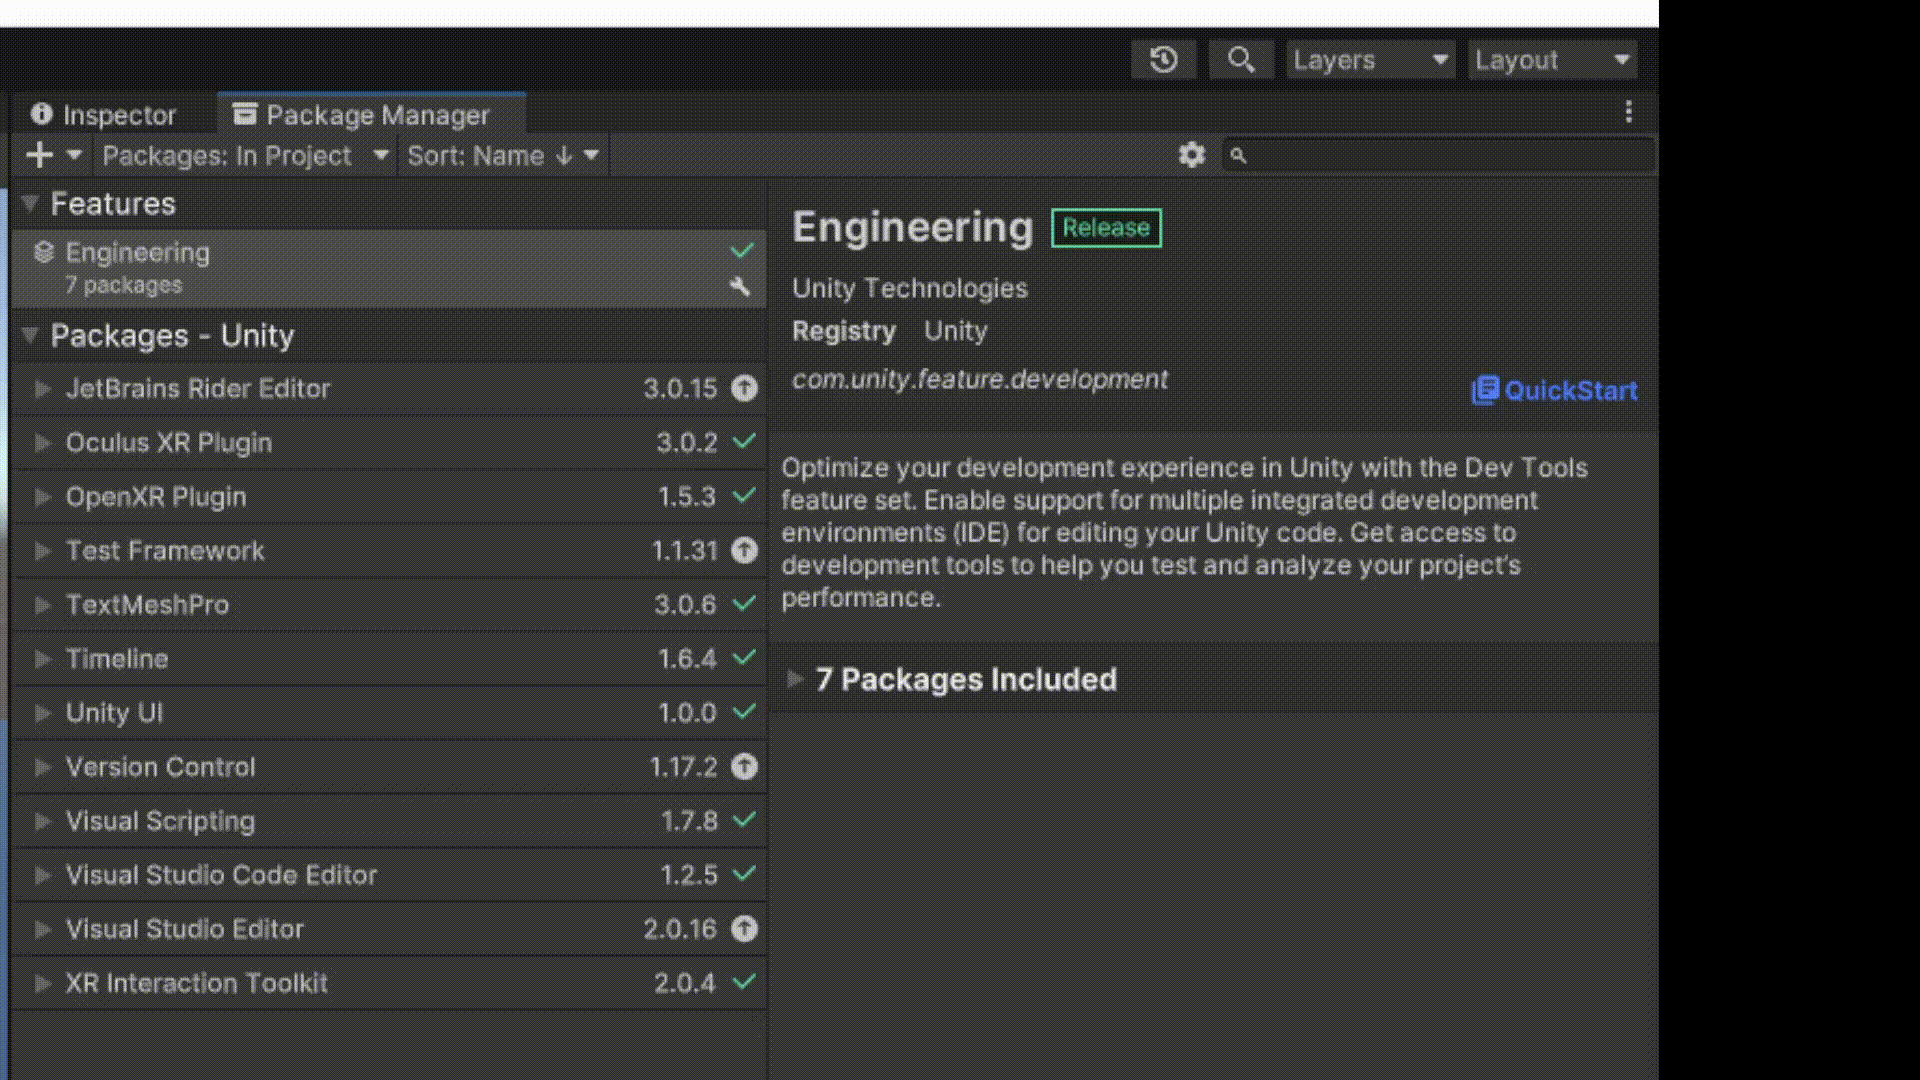 Layers
Layout
Inspector
Package Manager
Packages: In Project
Sort: Name ↓
Features
Engineering
7 packages
Packages - Unity
JetBrains Rider Editor 3.0.15
Oculus XR Plugin 3.0.2
OpenXR Plugin 1.5.3
Test Framework 1.1.31
TextMeshPro 3.0.6
Timeline 1.6.4
Unity UI 1.0.0
Version Control 1.17.2
Visual Scripting 1.7.8
Visual Studio Code Editor 1.2.5
Visual Studio Editor 2.0.16
XR Interaction Toolkit 2.0.4
Engineering Release
Unity Technologies
Registry Unity
com.unity.feature.development
QuickStart
Optimize your development experience in Unity with the Dev Tools
feature set. Enable support for multiple integrated development
environments (IDE) for editing your Unity code. Get access to
development tools to help you test and analyze your project's
performance.
7 Packages Included